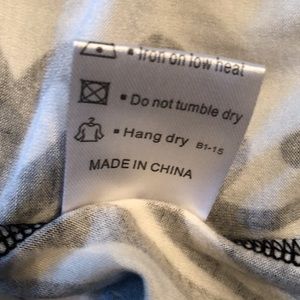 ▪ Iron on low heat
▪ Do not tumble dry
▪ Hang dry B1-15
MADE IN CHINA